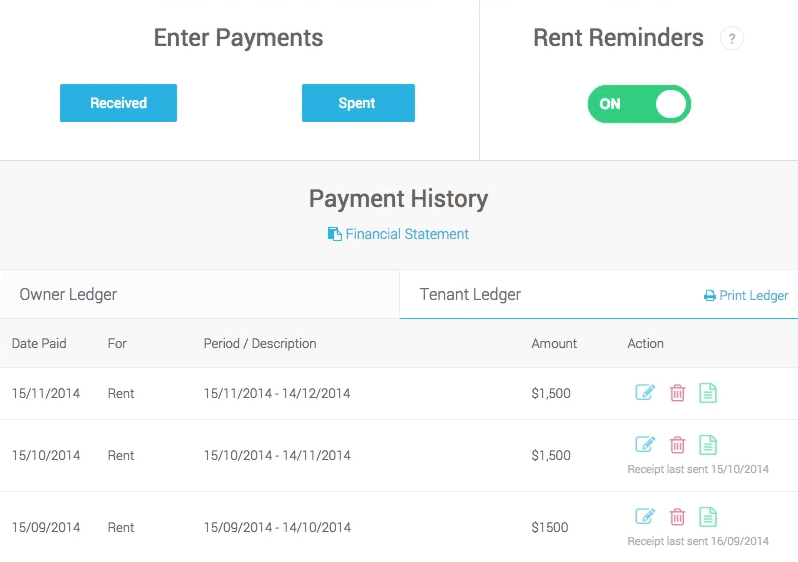 Enter Payments
Rent Reminders ?
Received Spent ON
Payment History
Financial Statement
Owner Ledger Tenant Ledger Print Ledger
Date Paid For Period / Description Amount Action
15/11/2014 Rent 15/11/2014 - 14/12/2014 $1,500
15/10/2014 Rent 15/10/2014 - 14/11/2014 $1,500
Receipt last sent 15/10/2014
15/09/2014 Rent 15/09/2014 - 14/10/2014 $1500
Receipt last sent 16/09/2014